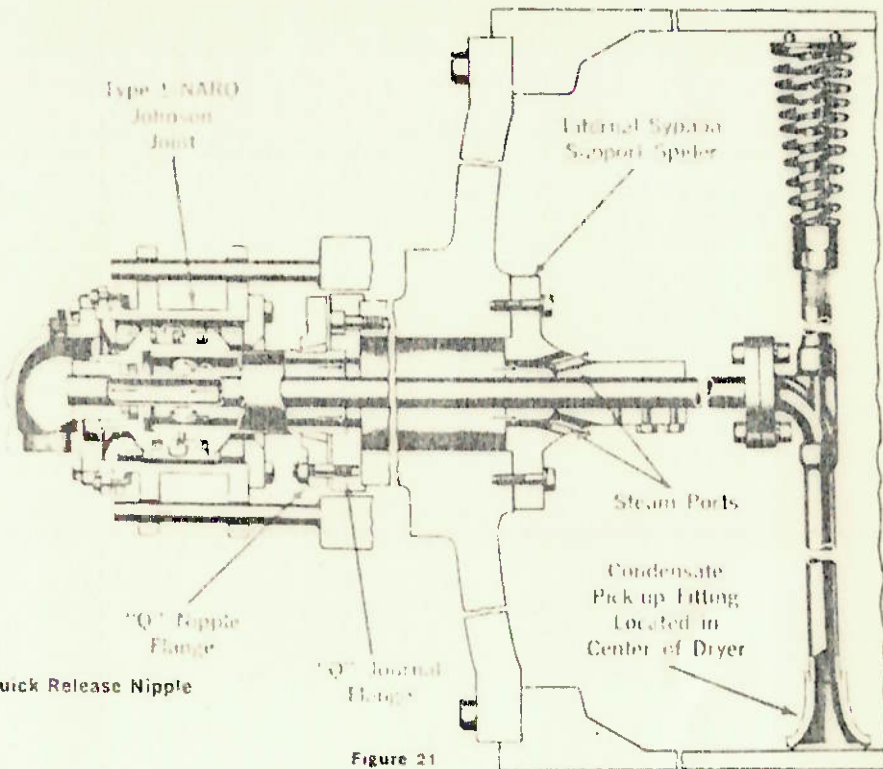 Johnson
Joint
Internal
Support
Steam Ports
Condensate
Pick-up Fitting
Located in
Center of Dryer
"Q" Nipple
Flange
"Q" Journal
Flange
uick Release Nipple
Figure 21